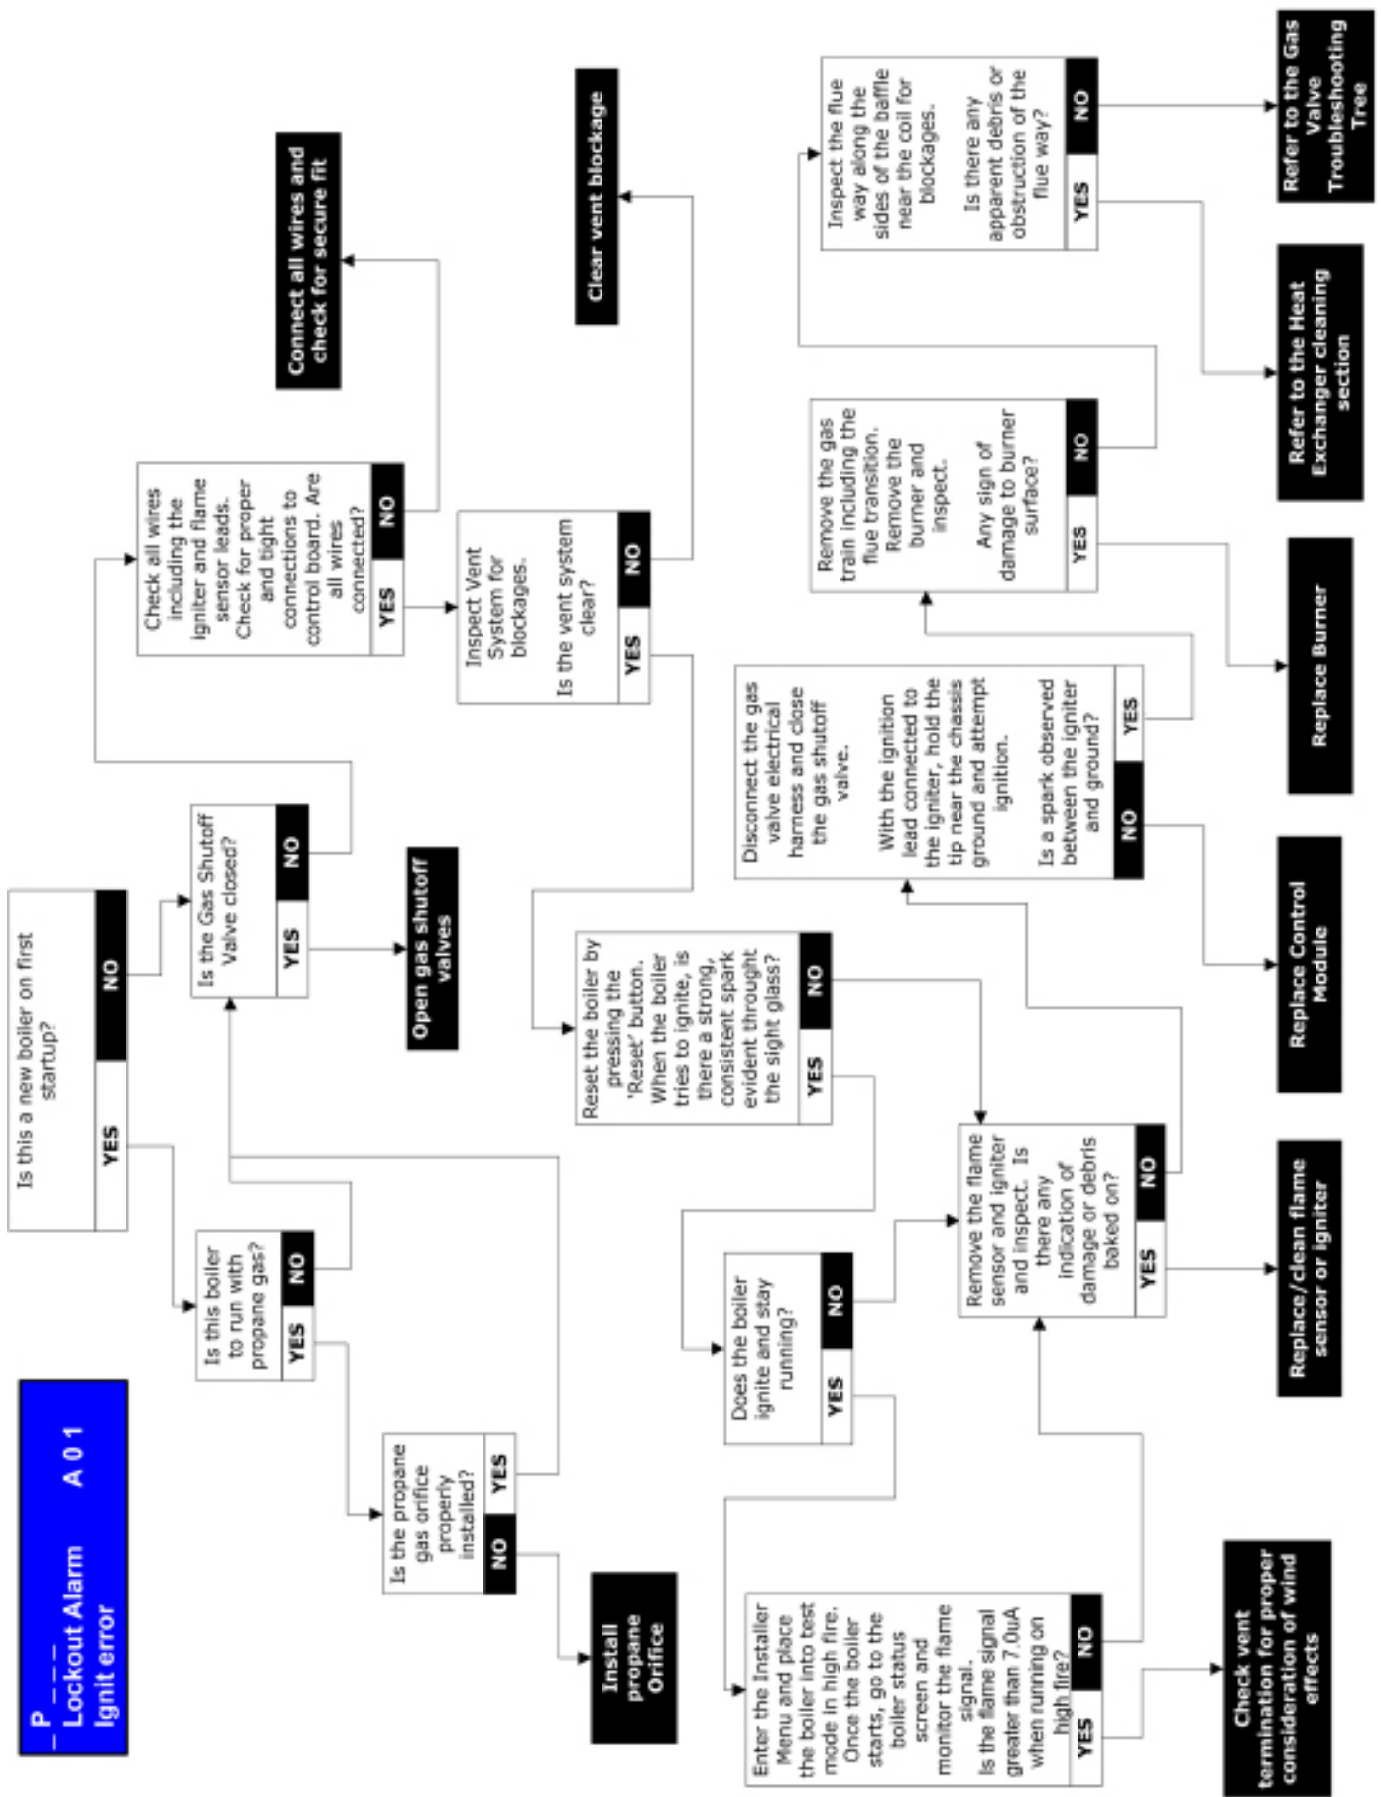 _P___
Lockout Alarm A 0 1
Ignit error
Is this a new boiler on first
startup?
YES
NO
Is this boiler
to run with
propane gas?
YES
NO
Is the Gas Shutoff
Valve closed?
YES
NO
Check all wires
including the
igniter and flame
sensor leads.
Check for proper
and tight
connections to
control board. Are
all wires
connected?
YES
NO
Connect all wires and
check for secure fit
Is the propane
gas orifice
properly
installed?
NO
YES
Open gas shutoff
valves
Inspect Vent
System for
blockages.
Is the vent system
clear?
YES
NO
Clear vent blockage
Install
propane
Orifice
Reset the boiler by
pressing the
'Reset' button.
When the boiler
tries to ignite, is
there a strong,
consistent spark
evident throught
the sight glass?
YES
NO
Does the boiler
ignite and stay
running?
YES
NO
Enter the Installer
Menu and place
the boiler into test
mode in high fire.
Once the boiler
starts, go to the
boiler status
screen and
monitor the flame
signal.
Is the flame signal
greater than 7.0uA
when running on
high fire?
YES
NO
Remove the flame
sensor and igniter
and inspect. Is
there any
indication of
damage or debris
baked on?
YES
NO
Disconnect the gas
valve electrical
harness and close
the gas shutoff
valve.
With the ignition
lead connected to
the igniter, hold the
tip near the chassis
ground and attempt
ignition.
Is a spark observed
between the igniter
and ground?
NO
YES
Remove the gas
train including the
flue transition.
Remove the
burner and
inspect.
Any sign of
damage to burner
surface?
YES
NO
Inspect the flue
way along the
sides of the baffle
near the coil for
blockages.
Is there any
apparent debris or
obstruction of the
flue way?
YES
NO
Check vent
termination for proper
consideration of wind
effects
Replace/clean flame
sensor or igniter
Replace Control
Module
Replace Burner
Refer to the Heat
Exchanger cleaning
section
Refer to the Gas
Valve
Troubleshooting
Tree